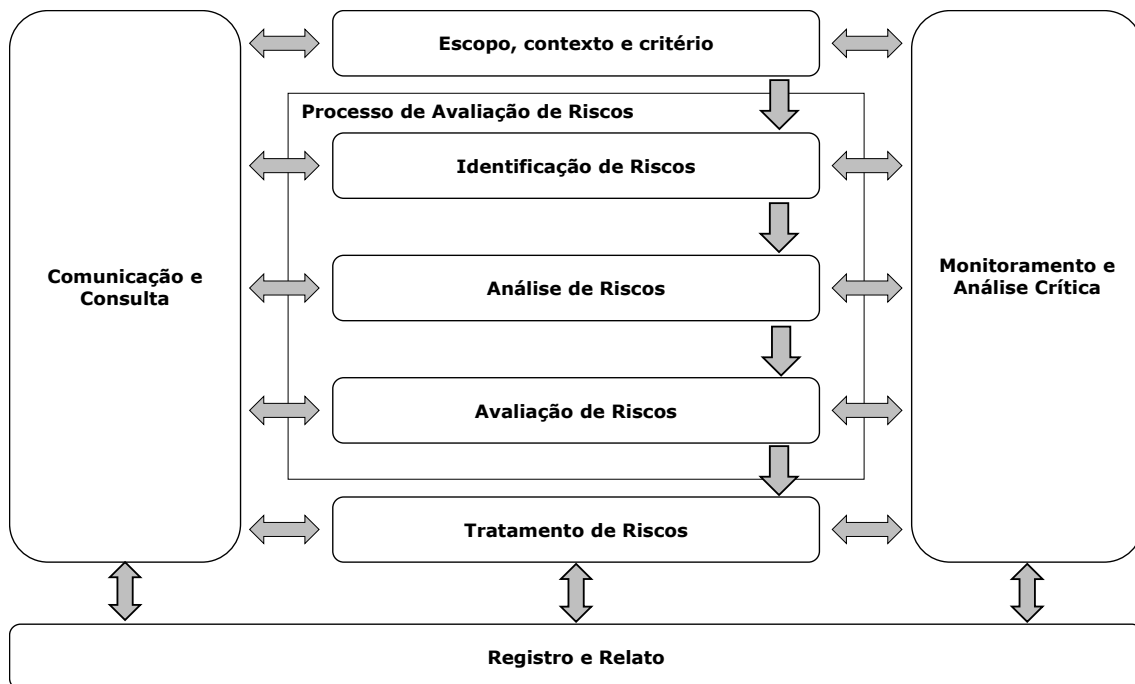 Escopo, contexto e critério
Processo de Avaliação de Riscos
Identificação de Riscos
Comunicação e
Consulta
Análise de Riscos
Monitoramento e
Análise Crítica
Avaliação de Riscos
Tratamento de Riscos
Registro e Relato